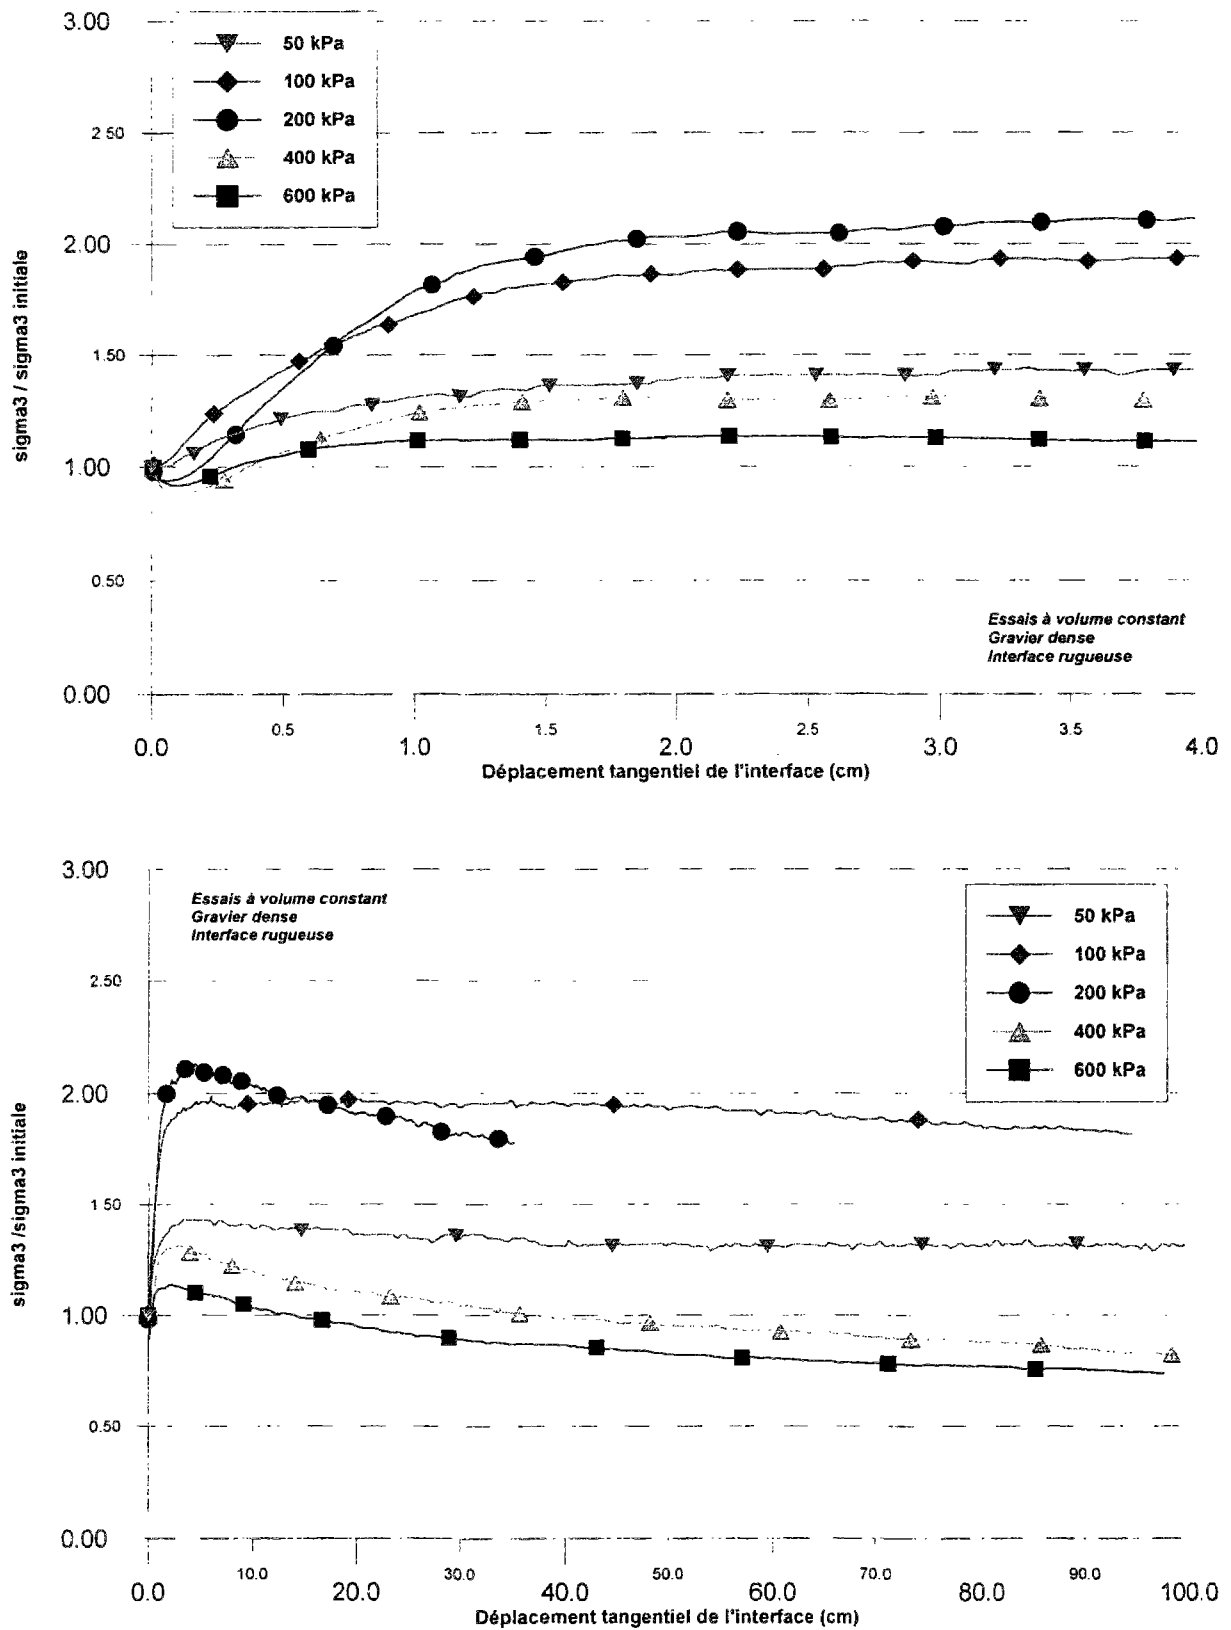 3.00
50 kPa
100 kPa
200 kPa
400 kPa
600 kPa
2.50
2.00
1.50
1.00
0.50
0.00
sigma3 / sigma3 initiale
Essais à volume constant
Gravier dense
Interface rugueuse
0.0
0.5
1.0
1.5
2.0
2.5
3.0
3.5
4.0
Déplacement tangentiel de l'interface (cm)
3.00
Essais à volume constant
Gravier dense
Interface rugueuse
50 kPa
100 kPa
200 kPa
400 kPa
600 kPa
2.50
2.00
1.50
1.00
0.50
0.00
sigma3 /sigma3 initiale
0.0
10.0
20.0
30.0
40.0
50.0
60.0
70.0
80.0
90.0
100.0
Déplacement tangentiel de l'interface (cm)